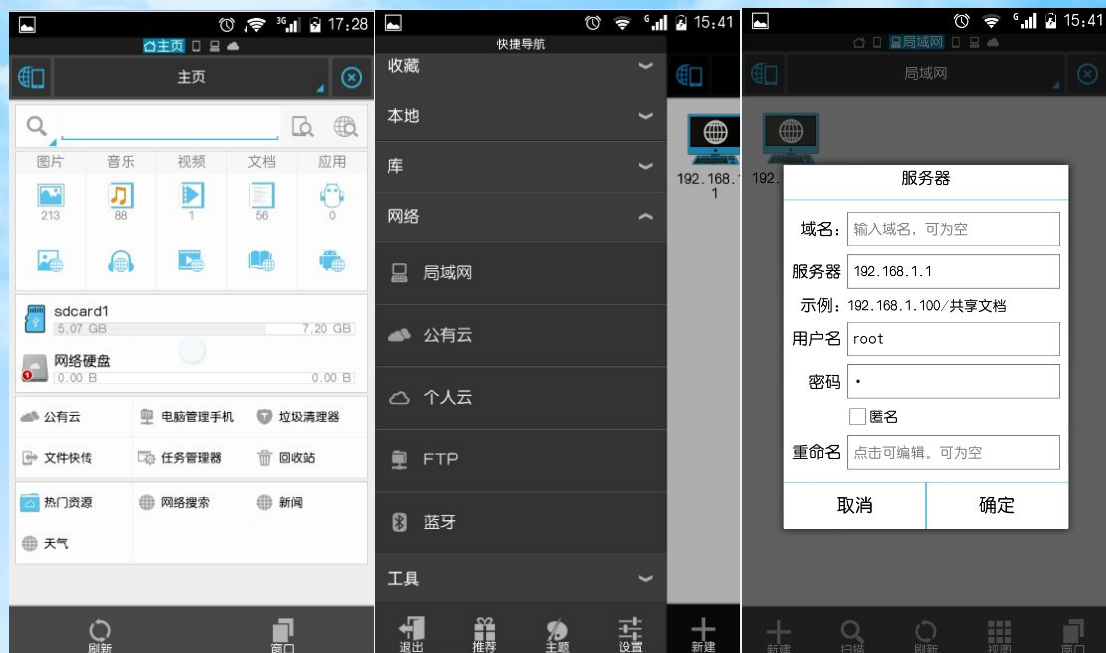 3G 17:28
主页
主页
图片 音乐 视频 文档 应用
213 88 1 56 0
sdcard1
5.07 GB 7.20 GB
网络硬盘
1
0.00 B 0.00 B
公有云 电脑管理手机 垃圾清理器
文件快传 任务管理器 回收站
热门资源 网络搜索 新闻
天气
刷新 窗口
G 15:41
快捷导航
收藏
本地
库
网络
局域网
公有云
个人云
FTP
蓝牙
工具
退出 推荐 主题 设置 新建
192.168.1
1
G 15:41
局域网
局域网
192.
服务器
域名: 输入域名，可为空
服务器 192.168.1.1
示例: 192.168.1.100/共享文档
用户名 root
密码 •
匿名
重命名 点击可编辑。可为空
取消 确定
新建 扫描 刷新 视图 窗口